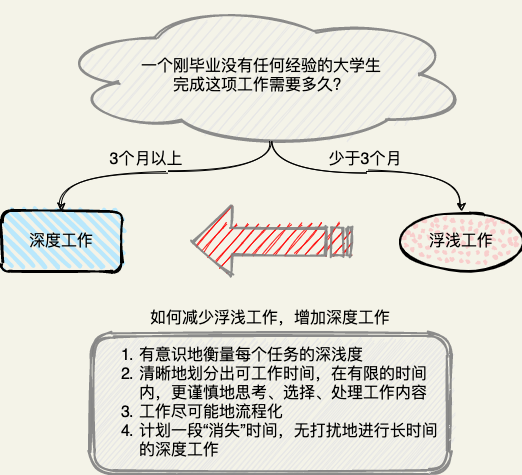 一个刚毕业没有任何经验的大学生
完成这项工作需要多久?
3个月以上
少于3个月
深度工作
浮浅工作
如何减少浮浅工作，增加深度工作
1. 有意识地衡量每个任务的深浅度
2. 清晰地划分出可工作时间，在有限的时间
内，更谨慎地思考、选择、处理工作内容
3. 工作尽可能地流程化
4. 计划一段“消失”时间，无打扰地进行长时间
的深度工作